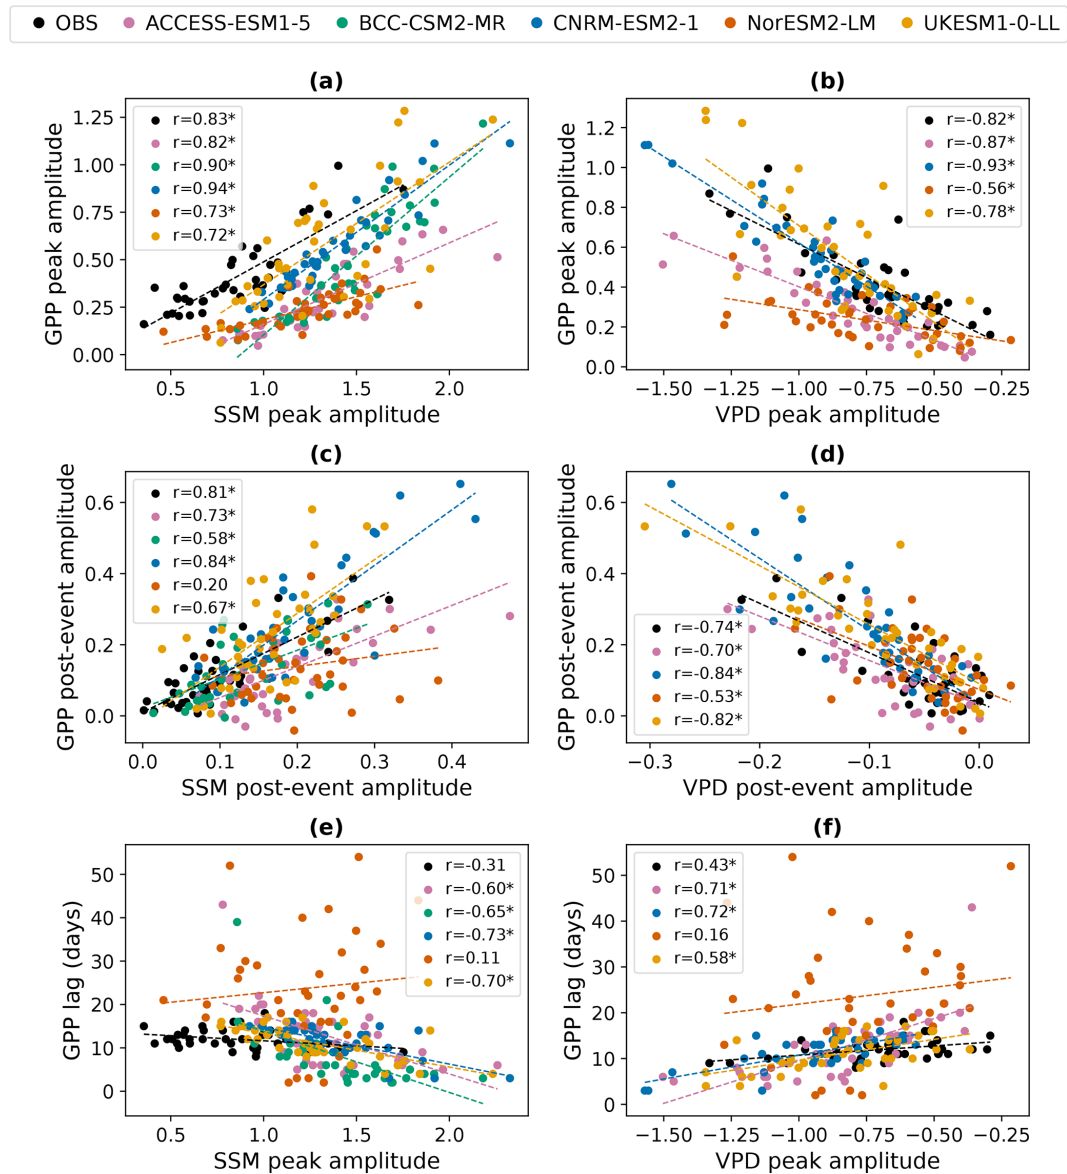 OBS ACCESS-ESM1-5 BCC-CSM2-MR CNRM-ESM2-1 NorESM2-LM UKESM1-0-LL
(a)
GPP peak amplitude
1.25
1.00
0.75
0.50
0.25
0.00
r=0.83*
r=0.82*
r=0.90*
r=0.94*
r=0.73*
r=0.72*
0.5 1.0 1.5 2.0
SSM peak amplitude
(b)
GPP peak amplitude
1.2
1.0
0.8
0.6
0.4
0.2
0.0
r=-0.82*
r=-0.87*
r=-0.93*
r=-0.56*
r=-0.78*
−1.50 −1.25 −1.00 −0.75 −0.50 −0.25
VPD peak amplitude
(c)
GPP post-event amplitude
0.6
0.4
0.2
0.0
r=0.81*
r=0.73*
r=0.58*
r=0.84*
r=0.20
r=0.67*
0.0 0.1 0.2 0.3 0.4
SSM post-event amplitude
(d)
GPP post-event amplitude
0.6
0.4
0.2
0.0
r=-0.74*
r=-0.70*
r=-0.84*
r=-0.53*
r=-0.82*
−0.3 −0.2 −0.1 0.0
VPD post-event amplitude
(e)
GPP lag (days)
50
40
30
20
10
0
r=-0.31
r=-0.60*
r=-0.65*
r=-0.73*
r=0.11
r=-0.70*
0.5 1.0 1.5 2.0
SSM peak amplitude
(f)
GPP lag (days)
50
40
30
20
10
0
r=0.43*
r=0.71*
r=0.72*
r=0.16
r=0.58*
−1.50 −1.25 −1.00 −0.75 −0.50 −0.25
VPD peak amplitude